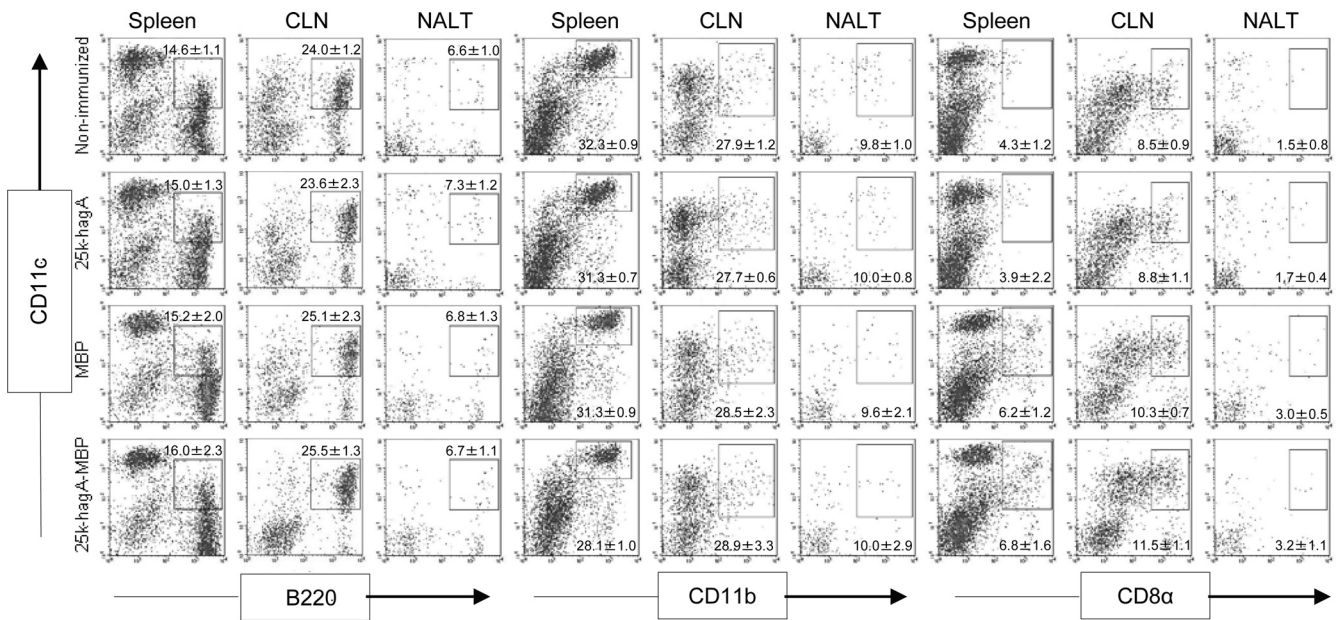 Spleen CLN NALT Spleen CLN NALT Spleen CLN NALT
Non-immunized
14.6±1.1 24.0±1.2 6.6±1.0
32.3±0.9 27.9±1.2 9.8±1.0 4.3±1.2 8.5±0.9 1.5±0.8
25k-hagA
15.0±1.3 23.6±2.3 7.3±1.2
31.3±0.7 27.7±0.6 10.0±0.8 3.9±2.2 8.8±1.1 1.7±0.4
MBP
15.2±2.0 25.1±2.3 6.8±1.3
31.3±0.9 28.5±2.3 9.6±2.1 6.2±1.2 10.3±0.7 3.0±0.5
25k-hagA-MBP
16.0±2.3 25.5±1.3 6.7±1.1
28.1±1.0 28.9±3.3 10.0±2.9 6.8±1.6 11.5±1.1 3.2±1.1
CD11c
B220 CD11b CD8α